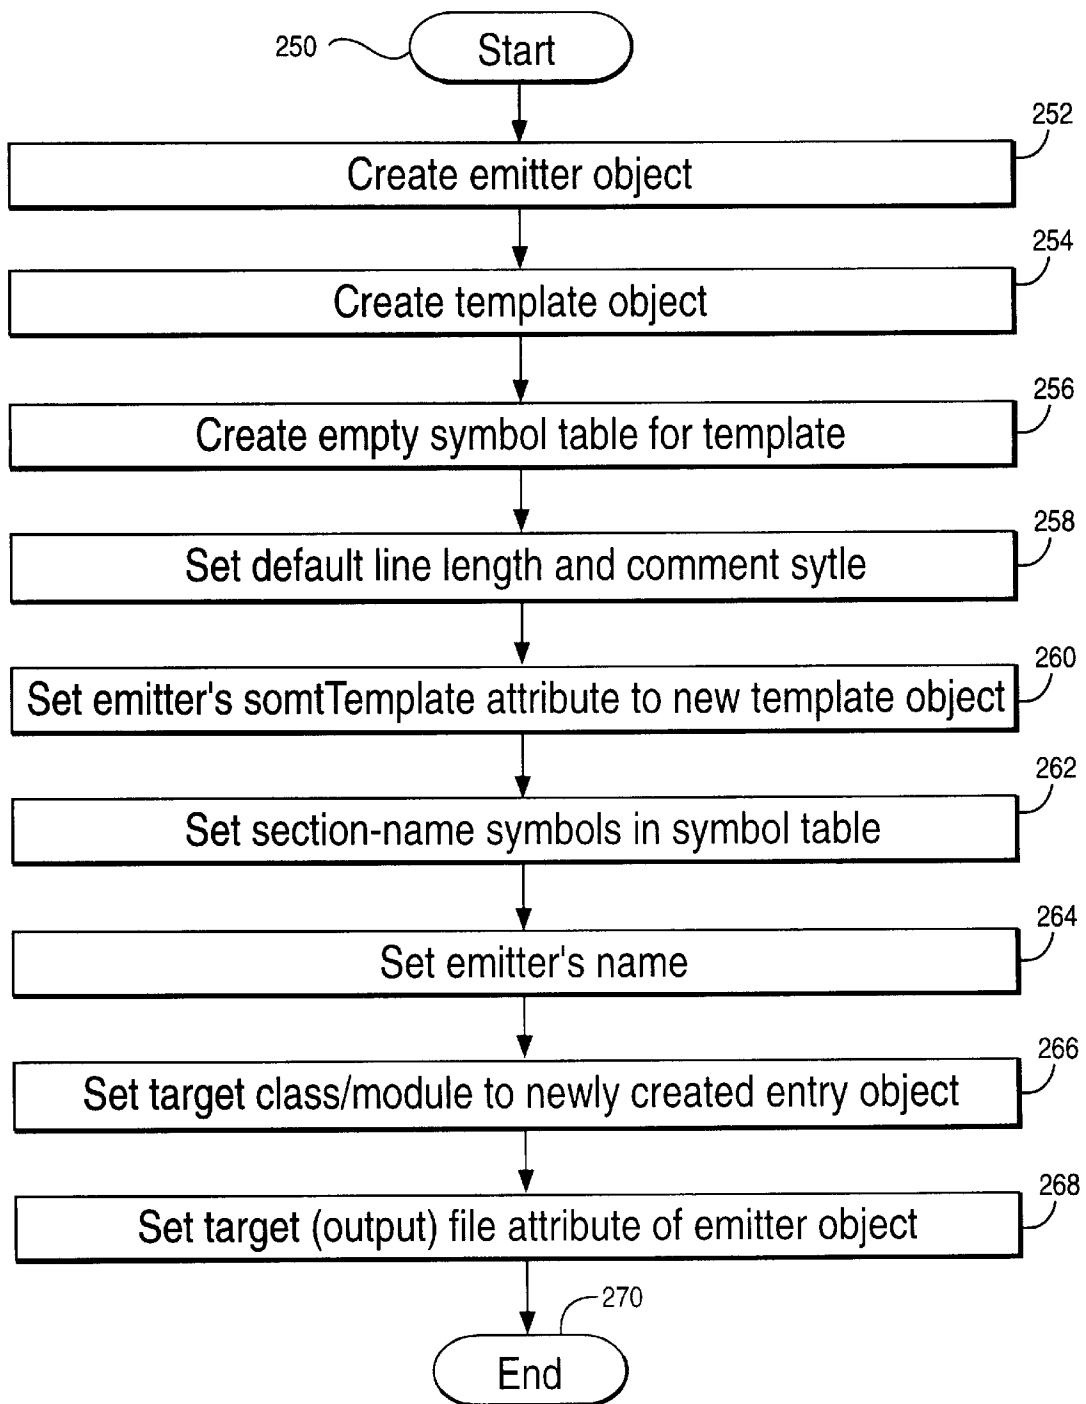 250
Start
252
Create emitter object
254
Create template object
256
Create empty symbol table for template
258
Set default line length and comment sytle
260
Set emitter's somtTemplate attribute to new template object
262
Set section-name symbols in symbol table
264
Set emitter's name
266
Set target class/module to newly created entry object
268
Set target (output) file attribute of emitter object
270
End